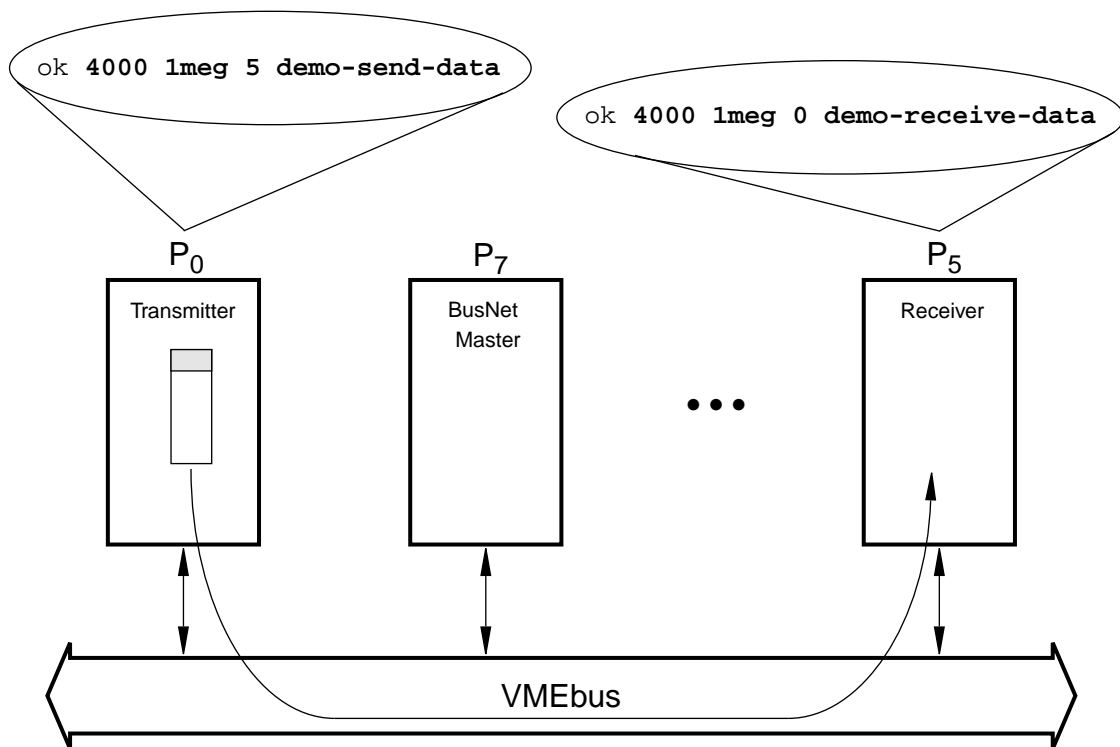 ok 4000 1meg 5 demo-send-data
ok 4000 1meg 0 demo-receive-data
P0
P7
P5
Transmitter
BusNet
Master
Receiver
VMEbus